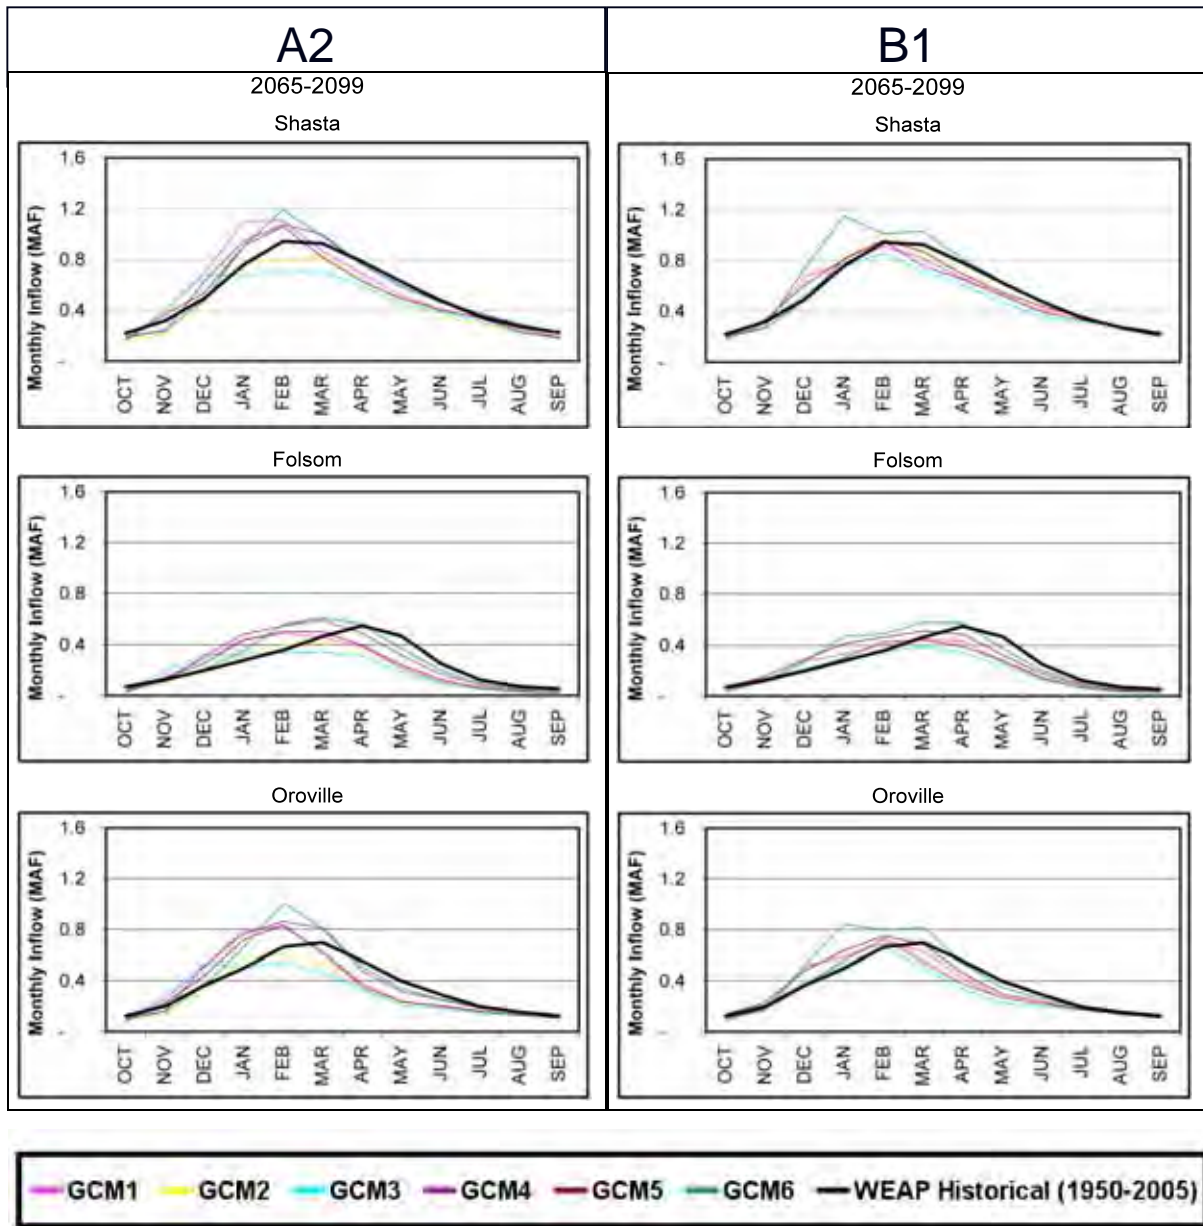 A2
2065-2099
Shasta
Monthly Inflow (MAF)
1.6
1.2
0.8
0.4
-
OCT NOV DEC JAN FEB MAR APR MAY JUN JUL AUG SEP
Folsom
Monthly Inflow (MAF)
1.6
1.2
0.8
0.4
-
OCT NOV DEC JAN FEB MAR APR MAY JUN JUL AUG SEP
Oroville
Monthly Inflow (MAF)
1.6
1.2
0.8
0.4
-
OCT NOV DEC JAN FEB MAR APR MAY JUN JUL AUG SEP
B1
2065-2099
Shasta
Monthly Inflow (MAF)
1.6
1.2
0.8
0.4
-
OCT NOV DEC JAN FEB MAR APR MAY JUN JUL AUG SEP
Folsom
Monthly Inflow (MAF)
1.6
1.2
0.8
0.4
-
OCT NOV DEC JAN FEB MAR APR MAY JUN JUL AUG SEP
Oroville
Monthly Inflow (MAF)
1.6
1.2
0.8
0.4
-
OCT NOV DEC JAN FEB MAR APR MAY JUN JUL AUG SEP
GCM1 GCM2 GCM3 GCM4 GCM5 GCM6 WEAP Historical (1950-2005)